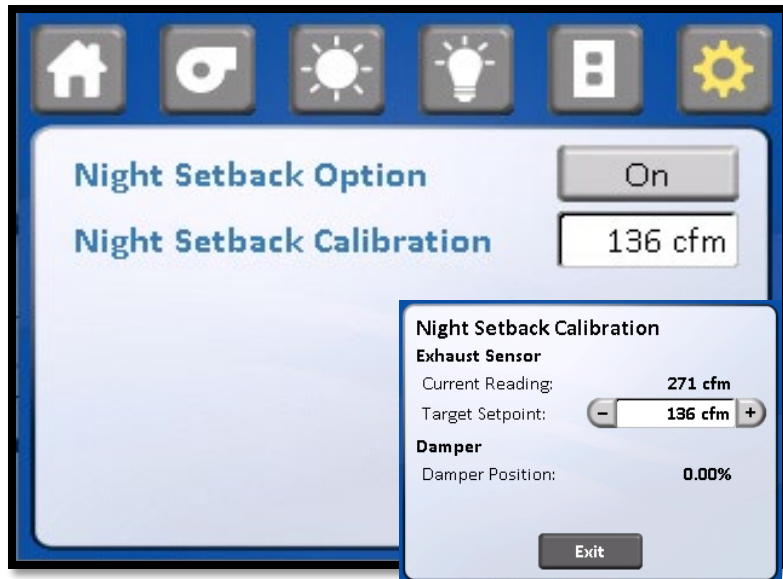 Night Setback Option On
Night Setback Calibration 136 cfm
Night Setback Calibration
Exhaust Sensor
Current Reading: 271 cfm
Target Setpoint: - 136 cfm +
Damper
Damper Position: 0.00%
Exit